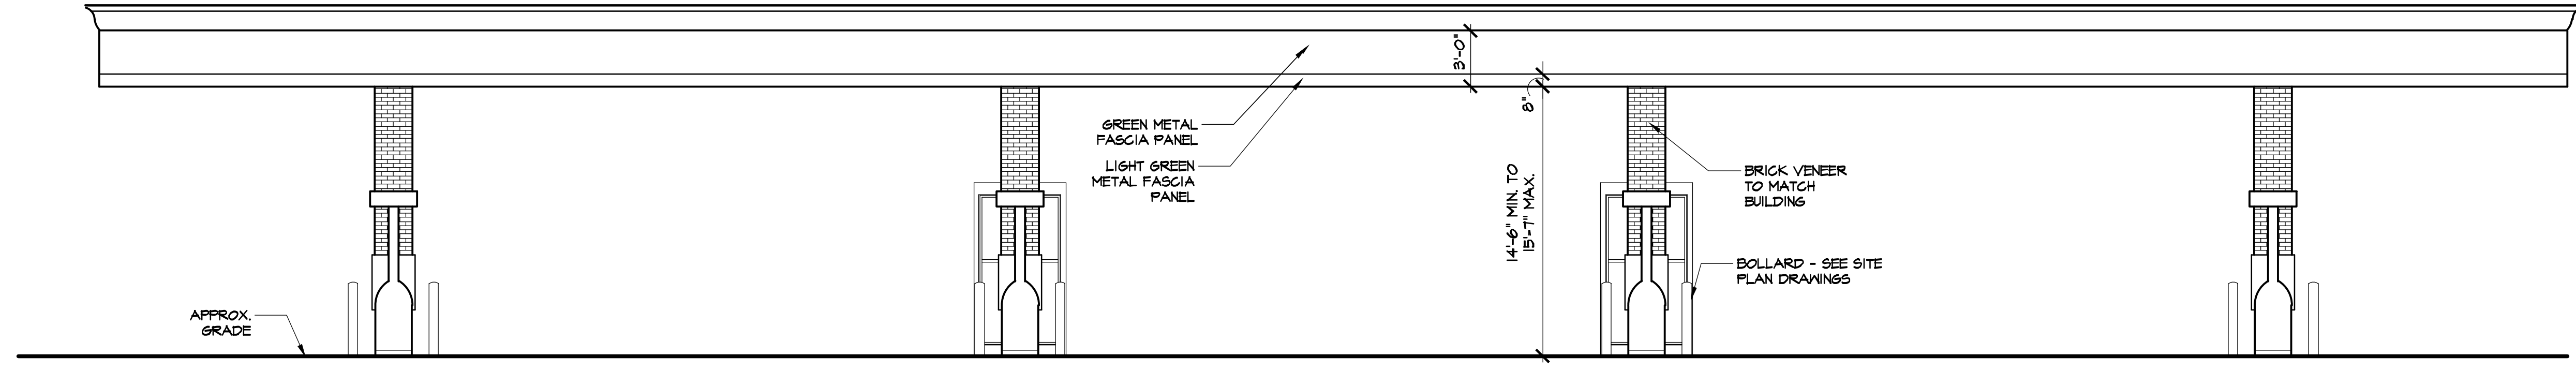 3'-0"
8"
GREEN METAL
FASCIA PANEL
LIGHT GREEN
METAL FASCIA
PANEL
14'-6" MIN. TO
15'-7" MAX.
BRICK VENEER
TO MATCH
BUILDING
BOLLARD - SEE SITE
PLAN DRAWINGS
APPROX.
GRADE